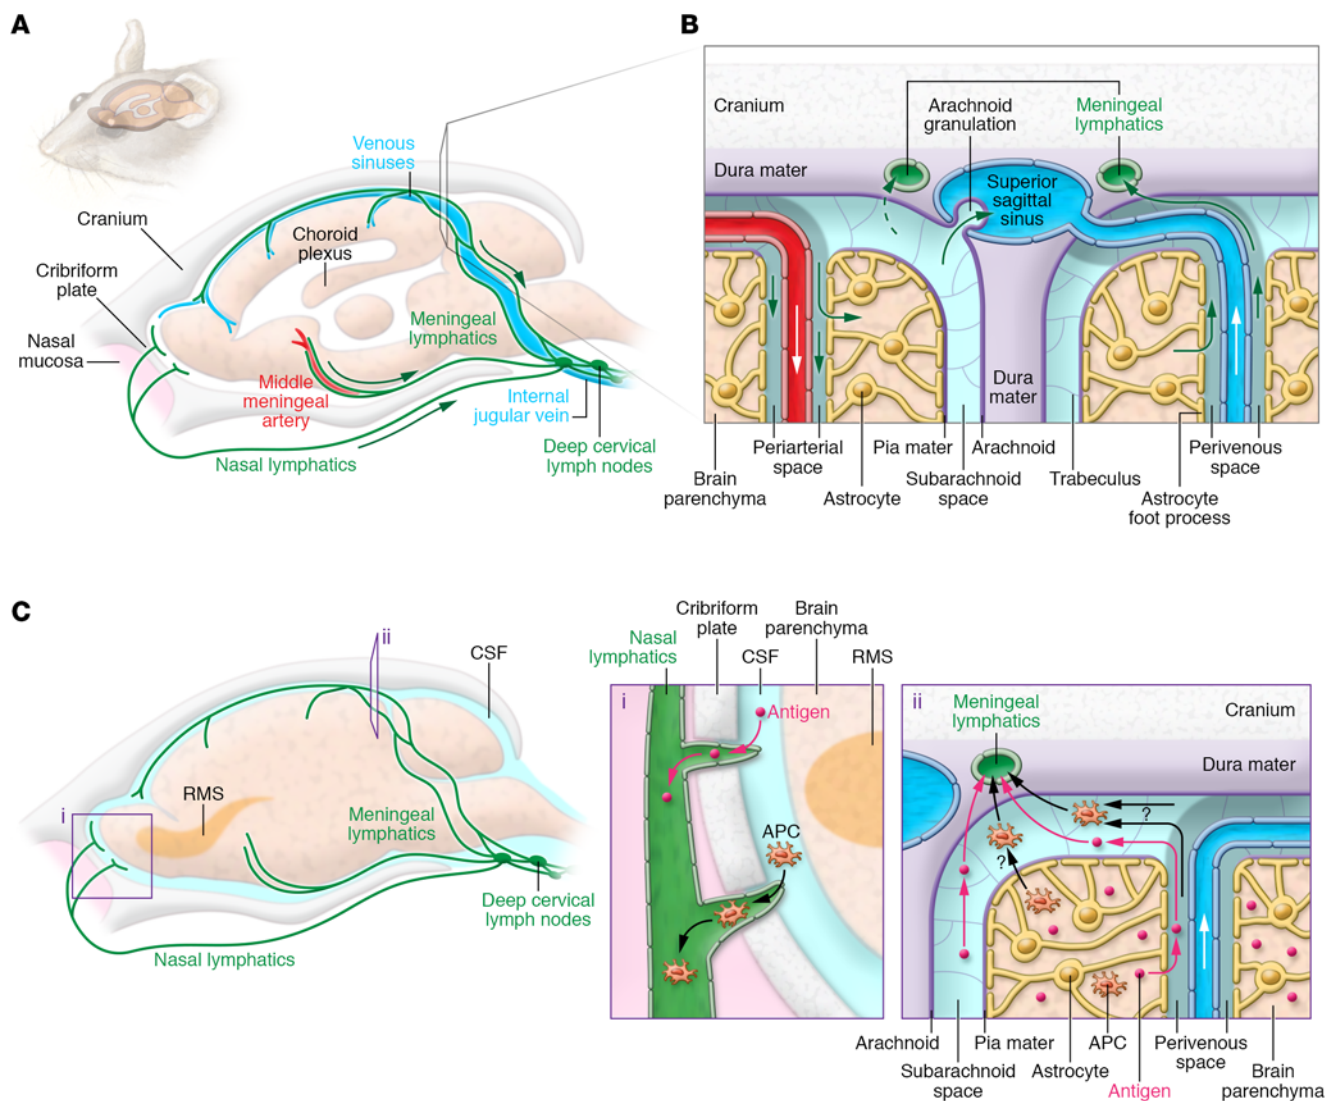 A
Venous
sinuses
Cranium
Choroid
plexus
Cribriform
plate
Nasal
mucosa
Meningeal
lymphatics
Middle
meningeal
artery
Internal
jugular vein
Deep cervical
lymph nodes
Nasal lymphatics
B
Cranium
Arachnoid
granulation
Meningeal
lymphatics
Dura mater
Superior
sagittal
sinus
Dura
mater
Brain
parenchyma
Periarterial
space
Astrocyte
Pia mater
Subarachnoid
space
Arachnoid
Trabeculus
Astrocyte
foot process
Perivenous
space
C
ii
CSF
RMS
i
Meningeal
lymphatics
Deep cervical
lymph nodes
Nasal lymphatics
Nasal
lymphatics
Cribriform
plate
CSF
Brain
parenchyma
RMS
i
Antigen
APC
ii
Meningeal
lymphatics
Cranium
Dura mater
?
?
Arachnoid
Subarachnoid
space
Pia mater
Astrocyte
APC
Antigen
Perivenous
space
Brain
parenchyma